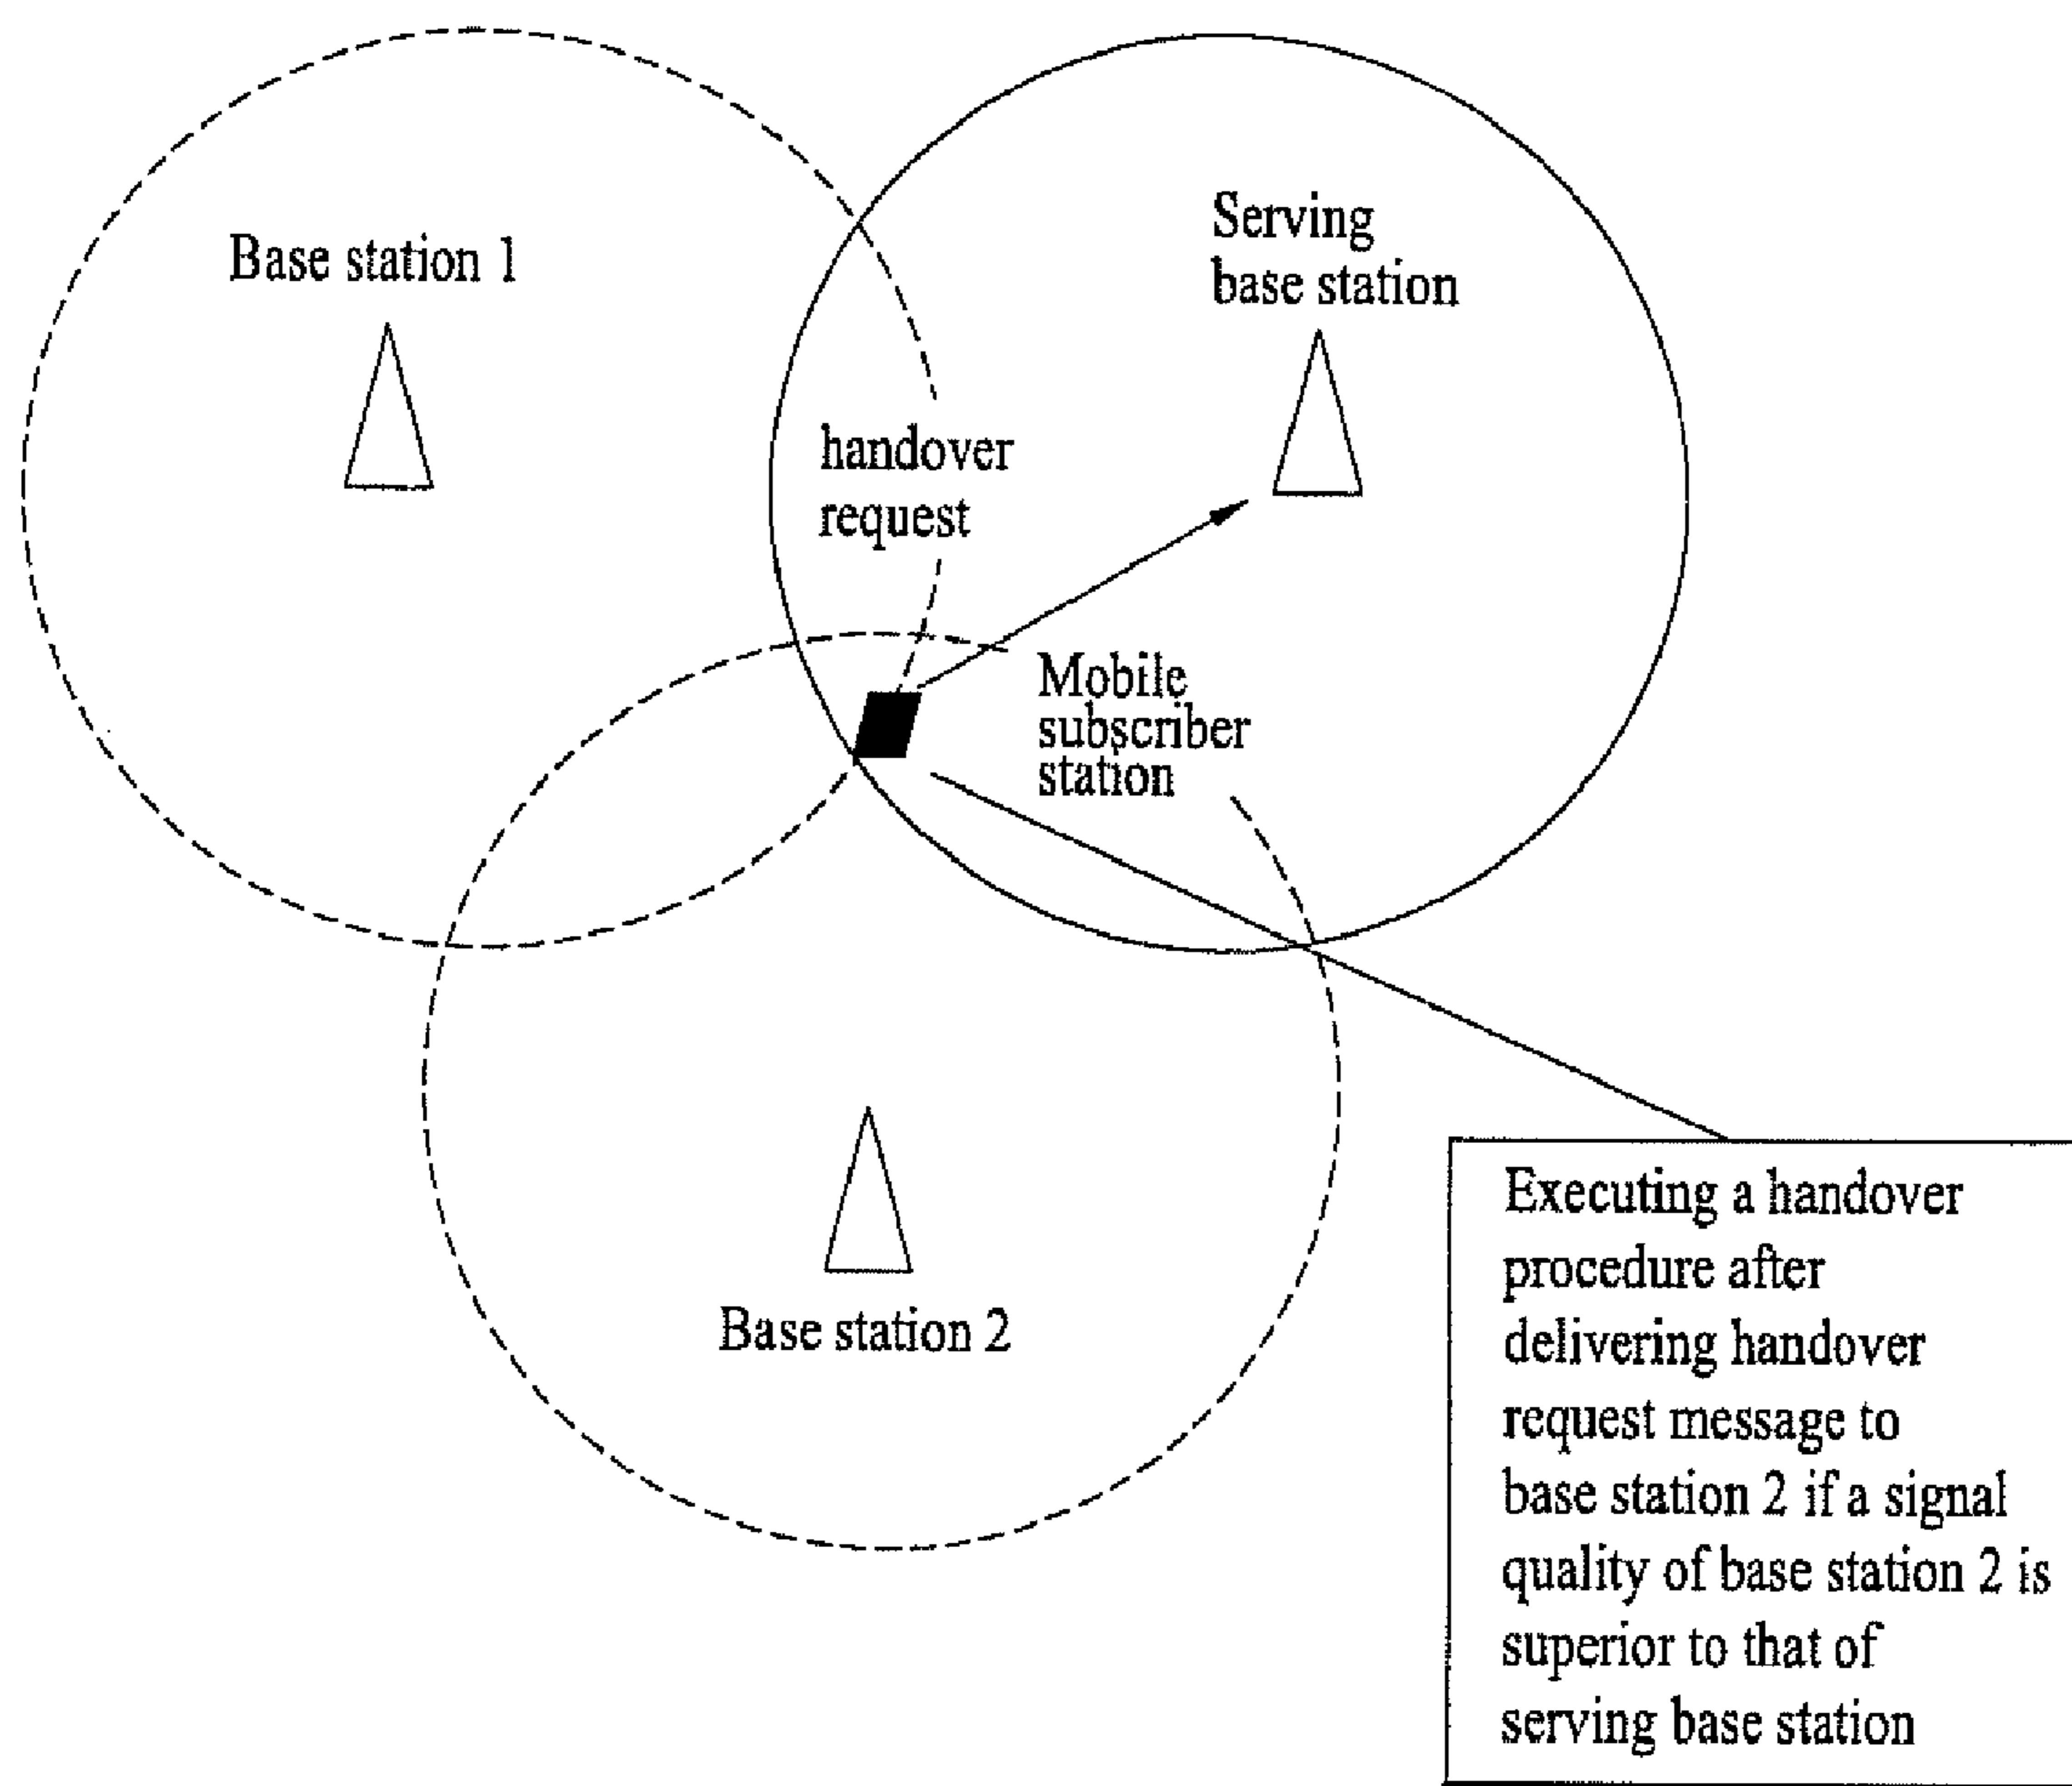 Base station 1
Serving
base station
handover
request
Mobile
subscriber
station
Base station 2
Executing a handover
procedure after
delivering handover
request message to
base station 2 if a signal
quality of base station 2 is
superior to that of
serving base station